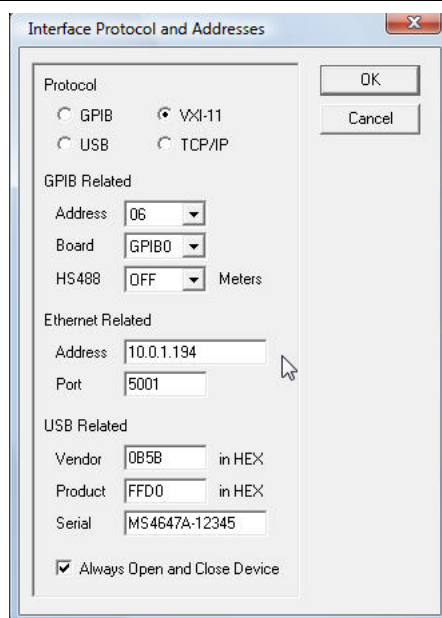 Interface Protocol and Addresses
OK
Cancel
Protocol
GPIB VXI-11
USB TCP/IP
GPIB Related
Address 06
Board GPIB0
HS488 OFF Meters
Ethernet Related
Address 10.0.1.194
Port 5001
USB Related
Vendor 0B5B in HEX
Product FFD0 in HEX
Serial MS4647A-12345
Always Open and Close Device